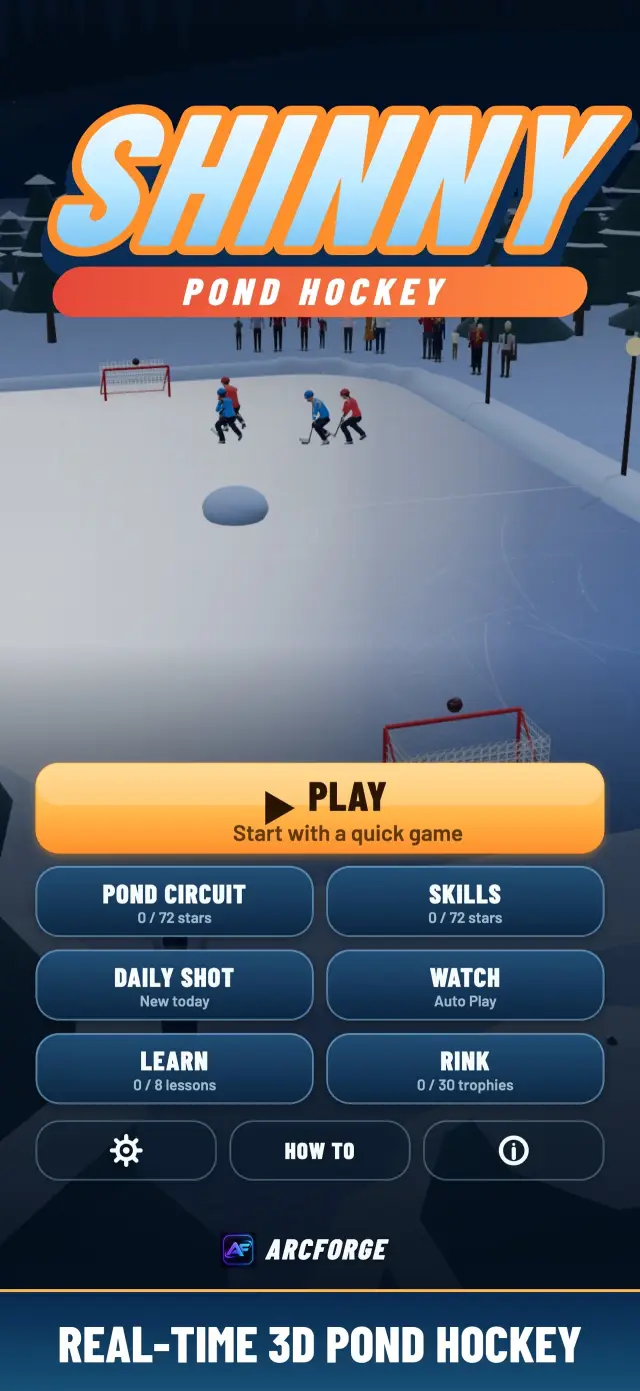 SHINNY
POND HOCKEY
PLAY
Start with a quick game
POND CIRCUIT
0 / 72 stars
SKILLS
0 / 72 stars
DAILY SHOT
New today
WATCH
Auto Play
LEARN
0 / 8 lessons
RINK
0 / 30 trophies
HOW TO
AF ARCFORGE
REAL-TIME 3D POND HOCKEY